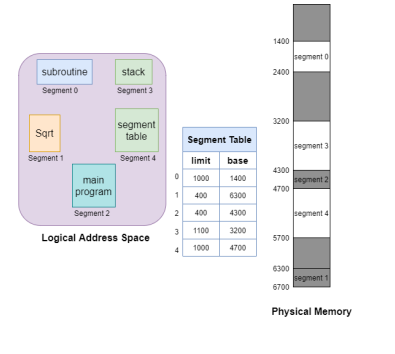 subroutine
Segment 0
stack
Segment 3
Sqrt
Segment 1
segment
table
Segment 4
main
program
Segment 2
Logical Address Space
Segment Table
limit base
0 1000 1400
1 400 6300
2 400 4300
3 1100 3200
4 1000 4700
1400
segment 0
2400
3200
segment 3
4300
segment 2
4700
segment 4
5700
6300
segment 1
6700
Physical Memory